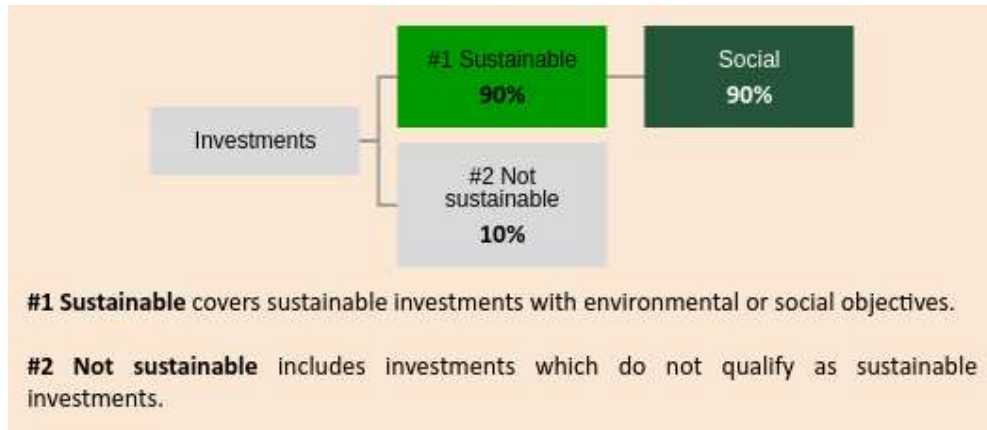 #1 Sustainable
90%
Social
90%
Investments
#2 Not
sustainable
10%
#1 Sustainable covers sustainable investments with environmental or social objectives.
#2 Not sustainable includes investments which do not qualify as sustainable
investments.